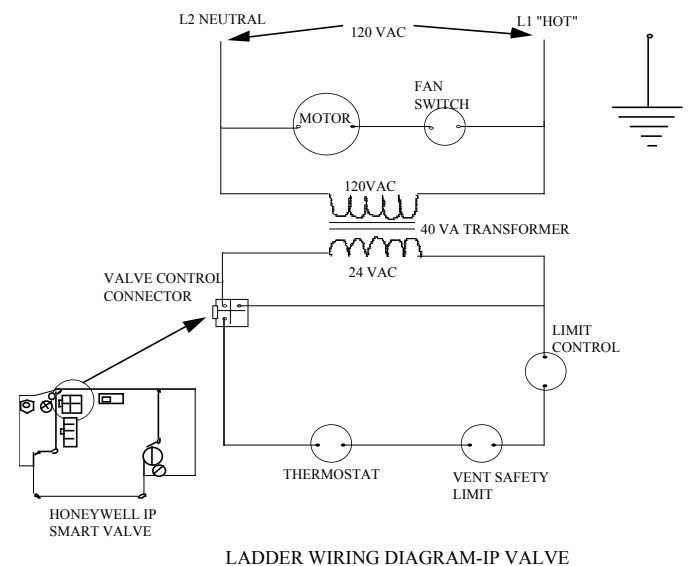 L2 NEUTRAL
120 VAC
L1 "HOT"
FAN
SWITCH
MOTOR
120VAC
40 VA TRANSFORMER
24 VAC
VALVE CONTROL
CONNECTOR
LIMIT
CONTROL
THERMOSTAT
VENT SAFETY
LIMIT
HONEYWELL IP
SMART VALVE
LADDER WIRING DIAGRAM-IP VALVE